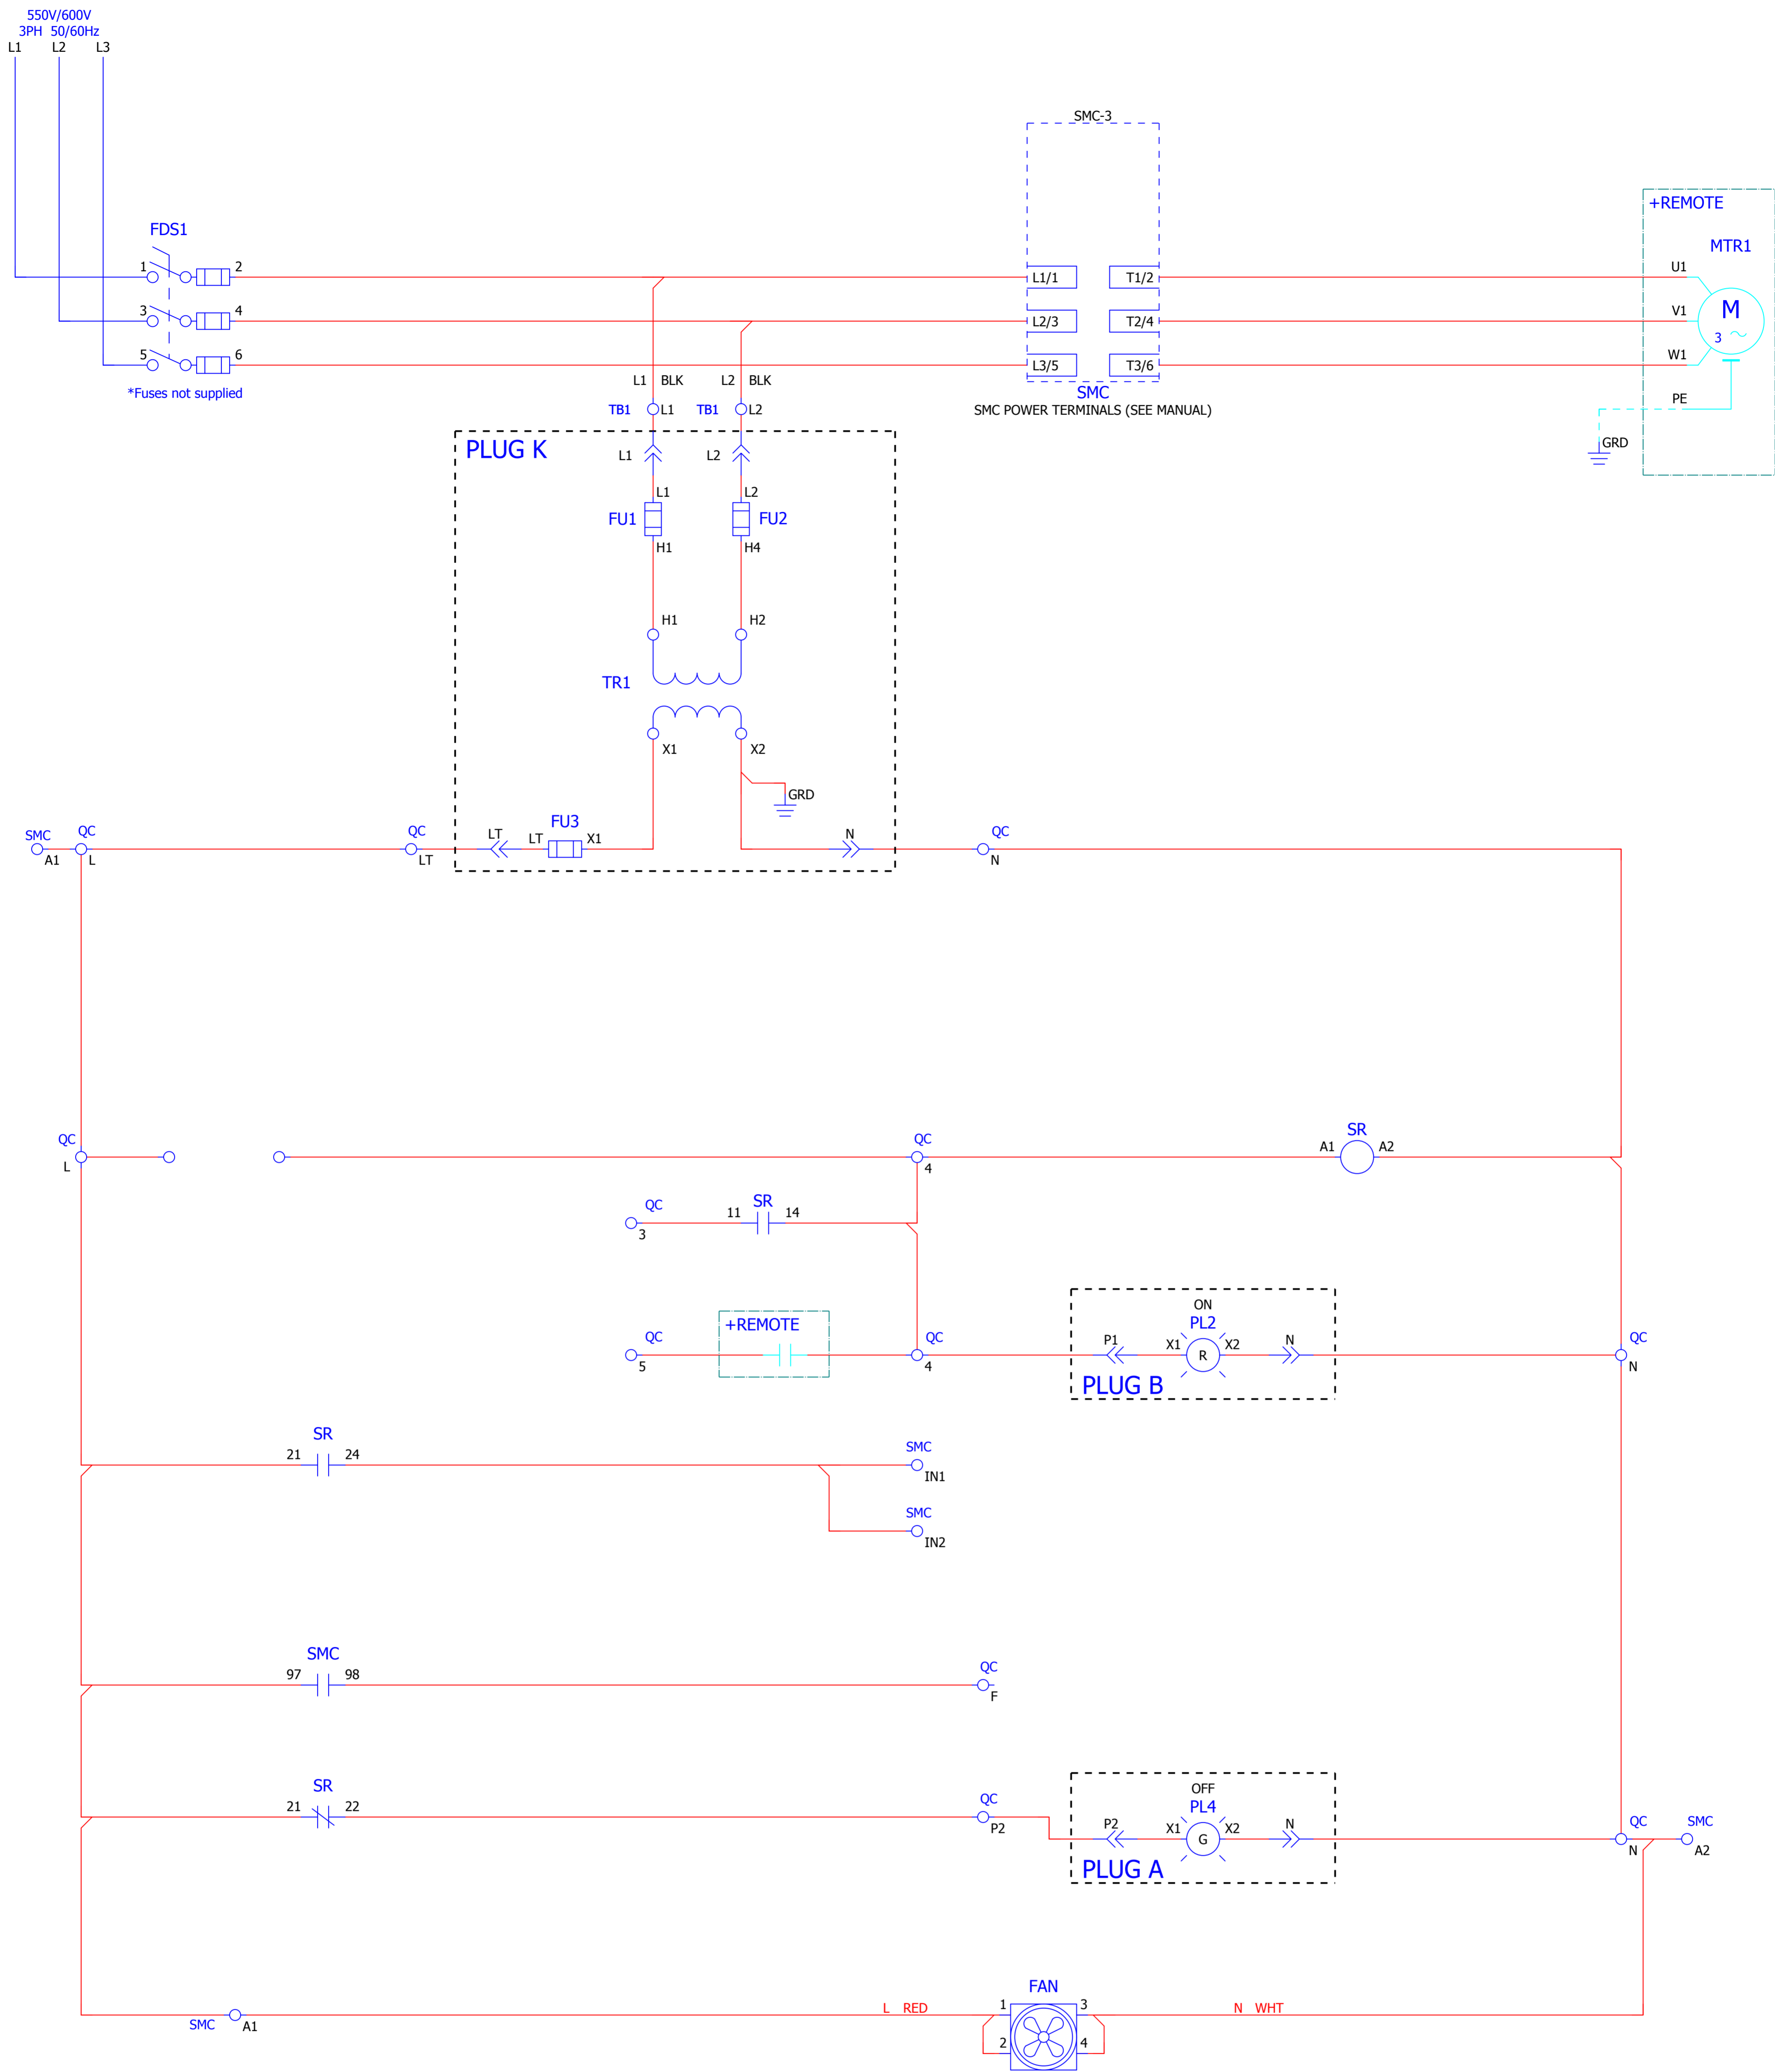 550V/600V
3PH 50/60Hz
L1 L2 L3
SMC-3
+REMOTE
MTR1
FDS1
1 2
L1/1 T1/2
U1
3 4
L2/3 T2/4
V1
M
3
5 6
L3/5 T3/6
W1
*Fuses not supplied
L1 BLK L2 BLK
SMC
SMC POWER TERMINALS (SEE MANUAL)
PE
TB1 L1 TB1 L2
GRD
PLUG K
L1 L2
L1 L2
FU1 FU2
H1 H4
H1 H2
TR1
X1 X2
GRD
SMC QC
A1 L
QC
LT
LT
LT FU3 X1
N
QC
N
QC
L
QC
4
SR
A1 A2
QC
3
SR
11 14
QC
5
+REMOTE
QC
4
ON
PL2
P1 X1 R X2 N
PLUG B
QC
N
SR
21 24
SMC
IN1
SMC
IN2
SMC
97 98
QC
F
SR
21 22
QC
P2
OFF
PL4
P2 X1 G X2 N
PLUG A
QC SMC
N A2
FAN
SMC A1
L RED
1 3
2 4
N WHT